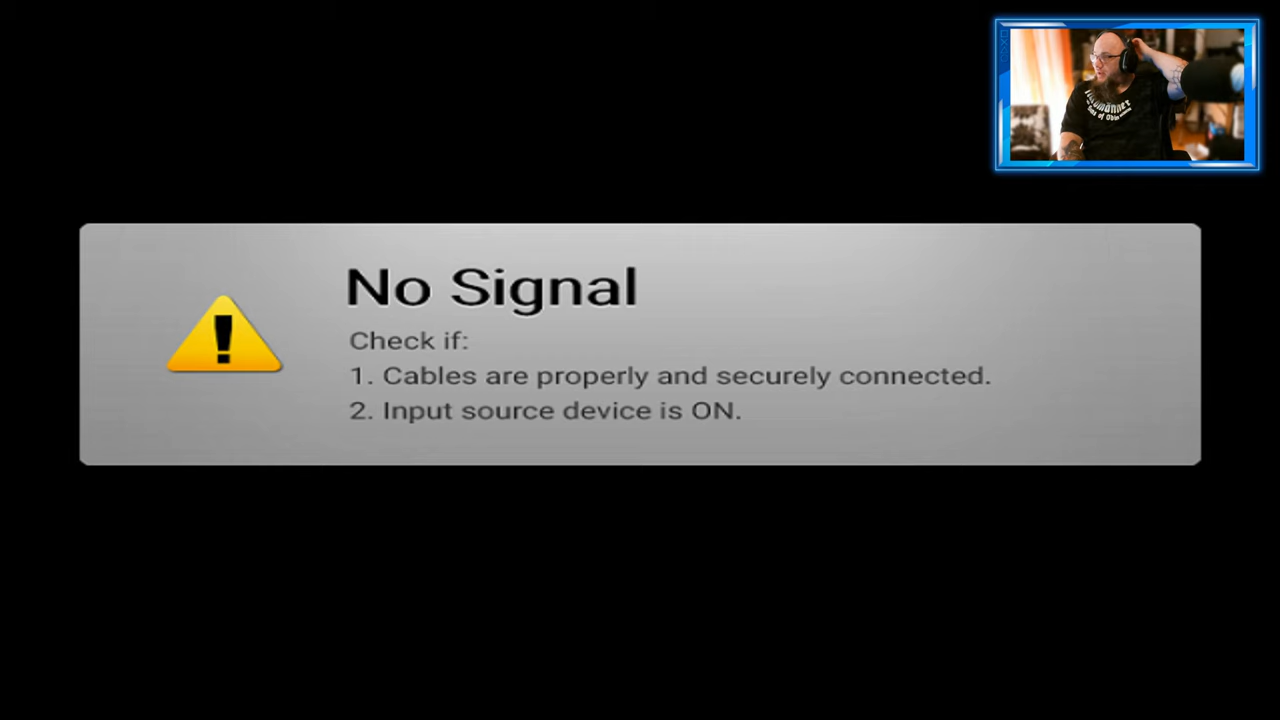 No Signal
Check if:
1. Cables are properly and securely connected.
2. Input source device is ON.